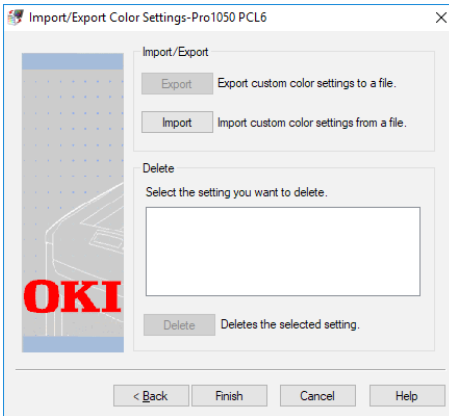 Import/Export Color Settings-Pro1050 PCL6
Import/Export
Export Export custom color settings to a file.
Import Import custom color settings from a file.
Delete
Select the setting you want to delete.
OKI
Delete Deletes the selected setting.
< Back Finish Cancel Help